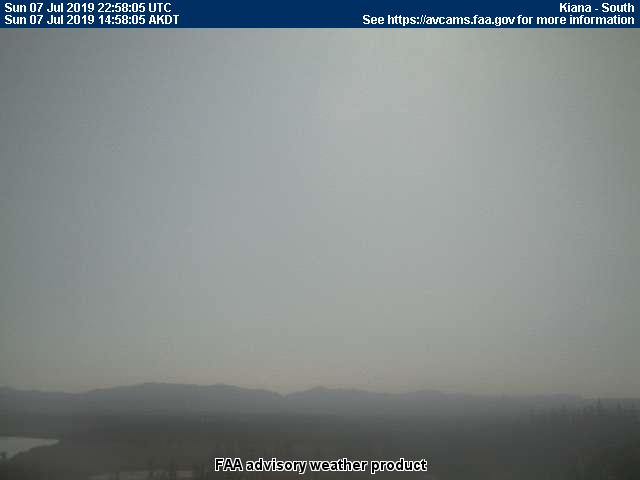 Sun 07 Jul 2019 22:58:05 UTC Kiana - South
Sun 07 Jul 2019 14:58:05 AKDT See https://avcams.faa.gov for more information
FAA advisory weather product